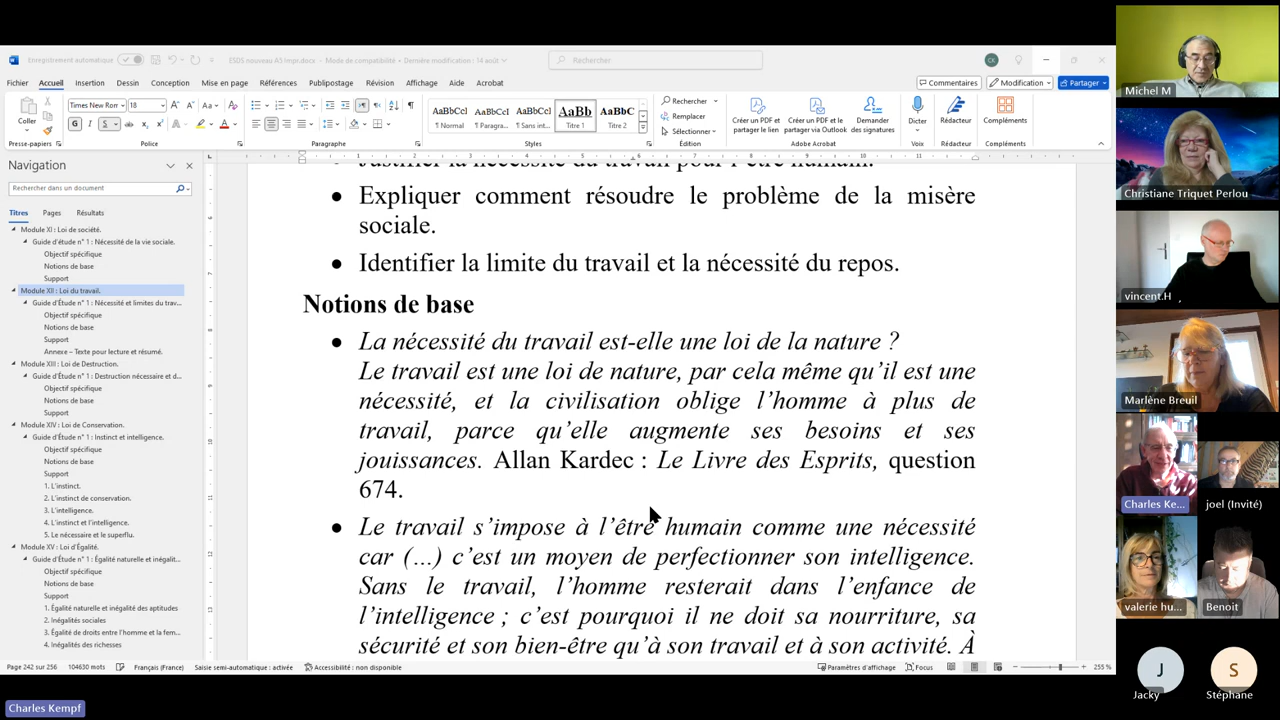 Enregistrement automatique
ESDE nouveau A5 Impr.docx - Mode de compatibilité - Dernière modification : 14 août
Rechercher
CK
Fichier Accueil Insertion Dessin Conception Mise en page Références Publipostage Révision Affichage Aide Acrobat
Commentaires Modification Partager
Coller
Times New Rom 18
AaBbCcI AaBbCcI AaBbCcI AaBb AaBbC
¶ Normal ¶ Paragra... ¶ Sans int... Titre 1 Titre 2
Rechercher
Remplacer
Sélectionner
Créer un PDF et partager le lien
Créer un PDF et partager via Outlook
Demander des signatures
Dicter
Rédacteur
Compléments
Presse-papiers Police Paragraphe Styles Édition Adobe Acrobat Voix Rédacteur Compléments
Navigation
Rechercher dans un document
Titres Pages Résultats
Module XI : Loi de société.
Guide d'étude n° 1 : Nécessité de la vie sociale.
Objectif spécifique
Notions de base
Support
Module XII : Loi du travail.
Guide d'Étude n° 1 : Nécessité et limites du trav...
Objectif spécifique
Notions de base
Support
Annexe – Texte pour lecture et résumé.
Module XIII : Loi de Destruction.
Guide d'Étude n° 1 : Destruction nécessaire et d...
Objectif spécifique
Notions de base
Support
Module XIV : Loi de Conservation.
Guide d'Étude n° 1 : Instinct et intelligence.
Objectif spécifique
Notions de base
1. L'instinct.
2. L'instinct de conservation.
3. L'intelligence.
4. L'instinct et l'intelligence.
5. Le nécessaire et le superflu.
Module XV : Loi d'Égalité.
Guide d'Étude n° 1 : Égalité naturelle et inégalit...
Objectif spécifique
Notions de base
Support
1. Égalité naturelle et inégalité des aptitudes
2. Inégalités sociales
3. Égalité de droits entre l'homme et la fem...
4. Inégalités des richesses
Justifier la nécessité du travail pour l'être humain.
• Expliquer comment résoudre le problème de la misère
sociale.
• Identifier la limite du travail et la nécessité du repos.
Notions de base
• La nécessité du travail est-elle une loi de la nature ?
Le travail est une loi de nature, par cela même qu'il est une
nécessité, et la civilisation oblige l'homme à plus de
travail, parce qu'elle augmente ses besoins et ses
jouissances. Allan Kardec : Le Livre des Esprits, question
674.
• Le travail s'impose à l'être humain comme une nécessité
car (...) c'est un moyen de perfectionner son intelligence.
Sans le travail, l'homme resterait dans l'enfance de
l'intelligence ; c'est pourquoi il ne doit sa nourriture, sa
sécurité et son bien-être qu'à son travail et à son activité. À
Page 242 sur 256 104630 mots Français (France) Saisie semi-automatique : activée Accessibilité : non disponible
Paramètres d'affichage Focus 255 %
Michel M
Christiane Triquet Perlou
vincent.H
Marlène Breuil
Charles Ke...
joel (Invité)
valerie hu...
Benoit
J
Jacky
S
Stéphane
Charles Kempf